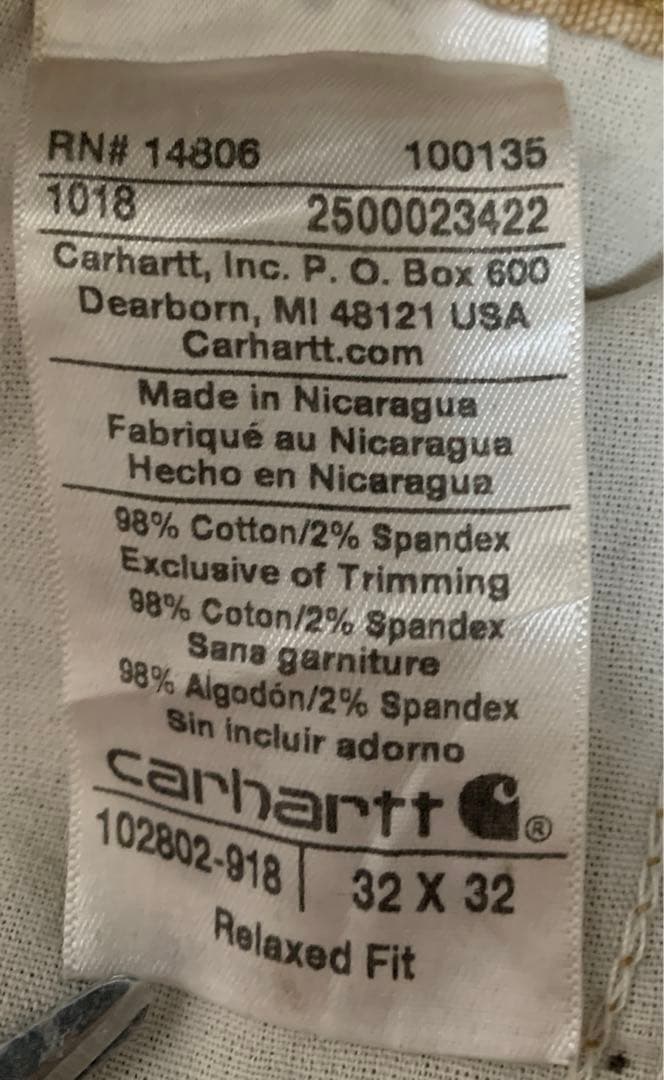 RN# 14806 100135
1018 2500023422
Carhartt, Inc. P. O. Box 600
Dearborn, MI 48121 USA
Carhartt.com
Made in Nicaragua
Fabriqué au Nicaragua
Hecho en Nicaragua
98% Cotton/2% Spandex
Exclusive of Trimming
98% Coton/2% Spandex
Sans garniture
98% Algodón/2% Spandex
Sin incluir adorno
carhartt ®
102802-918 32 X 32
Relaxed Fit